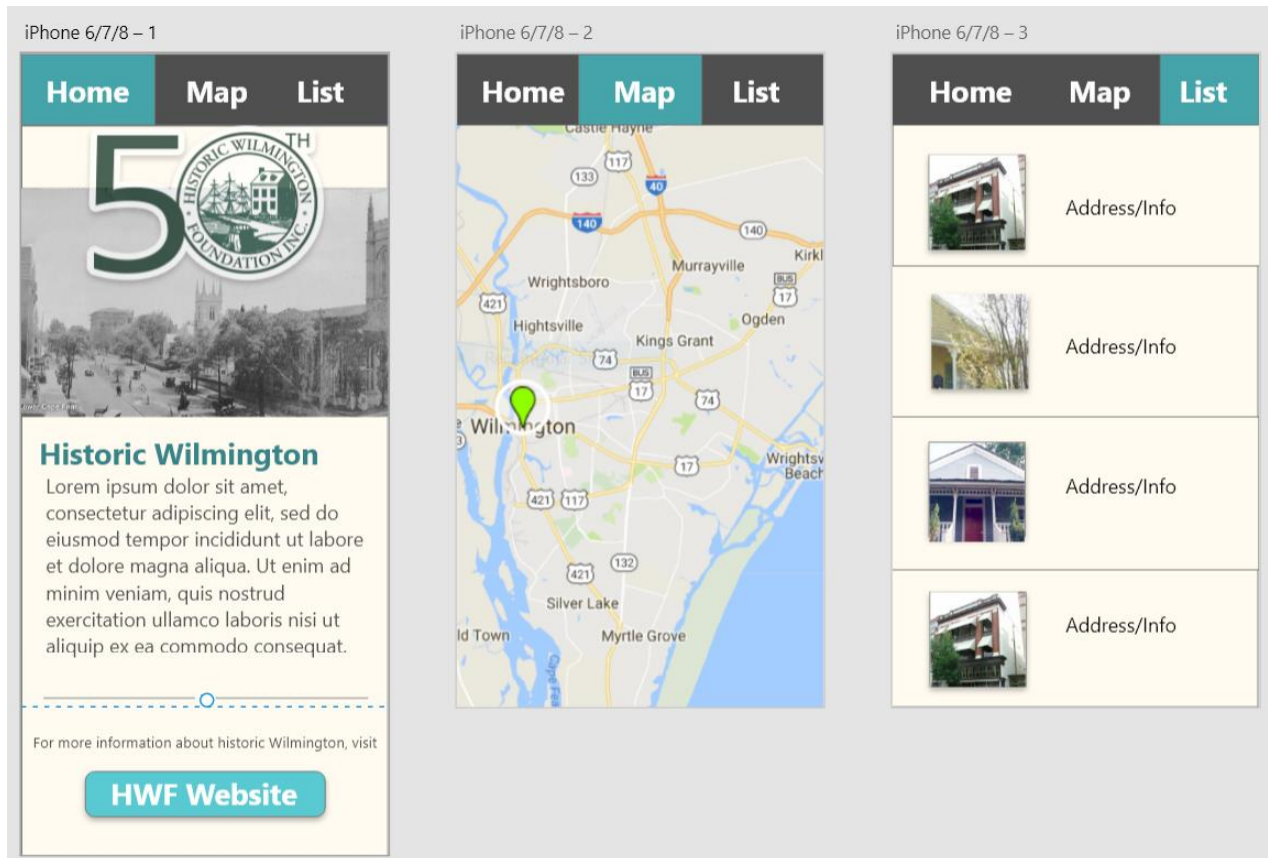 iPhone 6/7/8 – 1
Home Map List
50 TH
HISTORIC WILMINGTON
FOUNDATION INC.
Lower Cape Fear
Historic Wilmington
Lorem ipsum dolor sit amet,
consectetur adipiscing elit, sed do
eiusmod tempor incididunt ut labore
et dolore magna aliqua. Ut enim ad
minim veniam, quis nostrud
exercitation ullamco laboris nisi ut
aliquip ex ea commodo consequat.
For more information about historic Wilmington, visit
HWF Website
iPhone 6/7/8 – 2
Home Map List
Castle Hayne
117
133
40
140
140
Kirkl
Murrayville
BUS
17
Wrightsboro
421
Ogden
Hightsville
Kings Grant
74
BUS
17
74
Wilmington
Wrightsv
Beach
17
421 117
132
421
Silver Lake
ld Town
Myrtle Grove
Cape Fea
iPhone 6/7/8 – 3
Home Map List
Address/Info
Address/Info
Address/Info
Address/Info